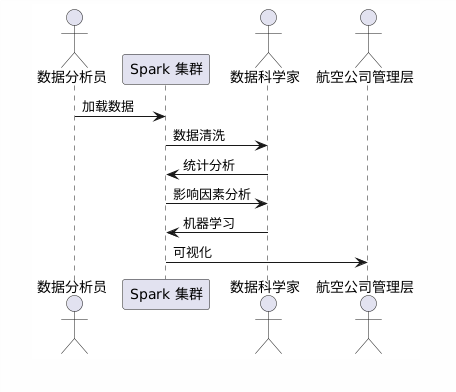 数据分析员
Spark 集群
数据科学家
航空公司管理层
加载数据
数据清洗
统计分析
影响因素分析
机器学习
可视化
数据分析员
Spark 集群
数据科学家
航空公司管理层